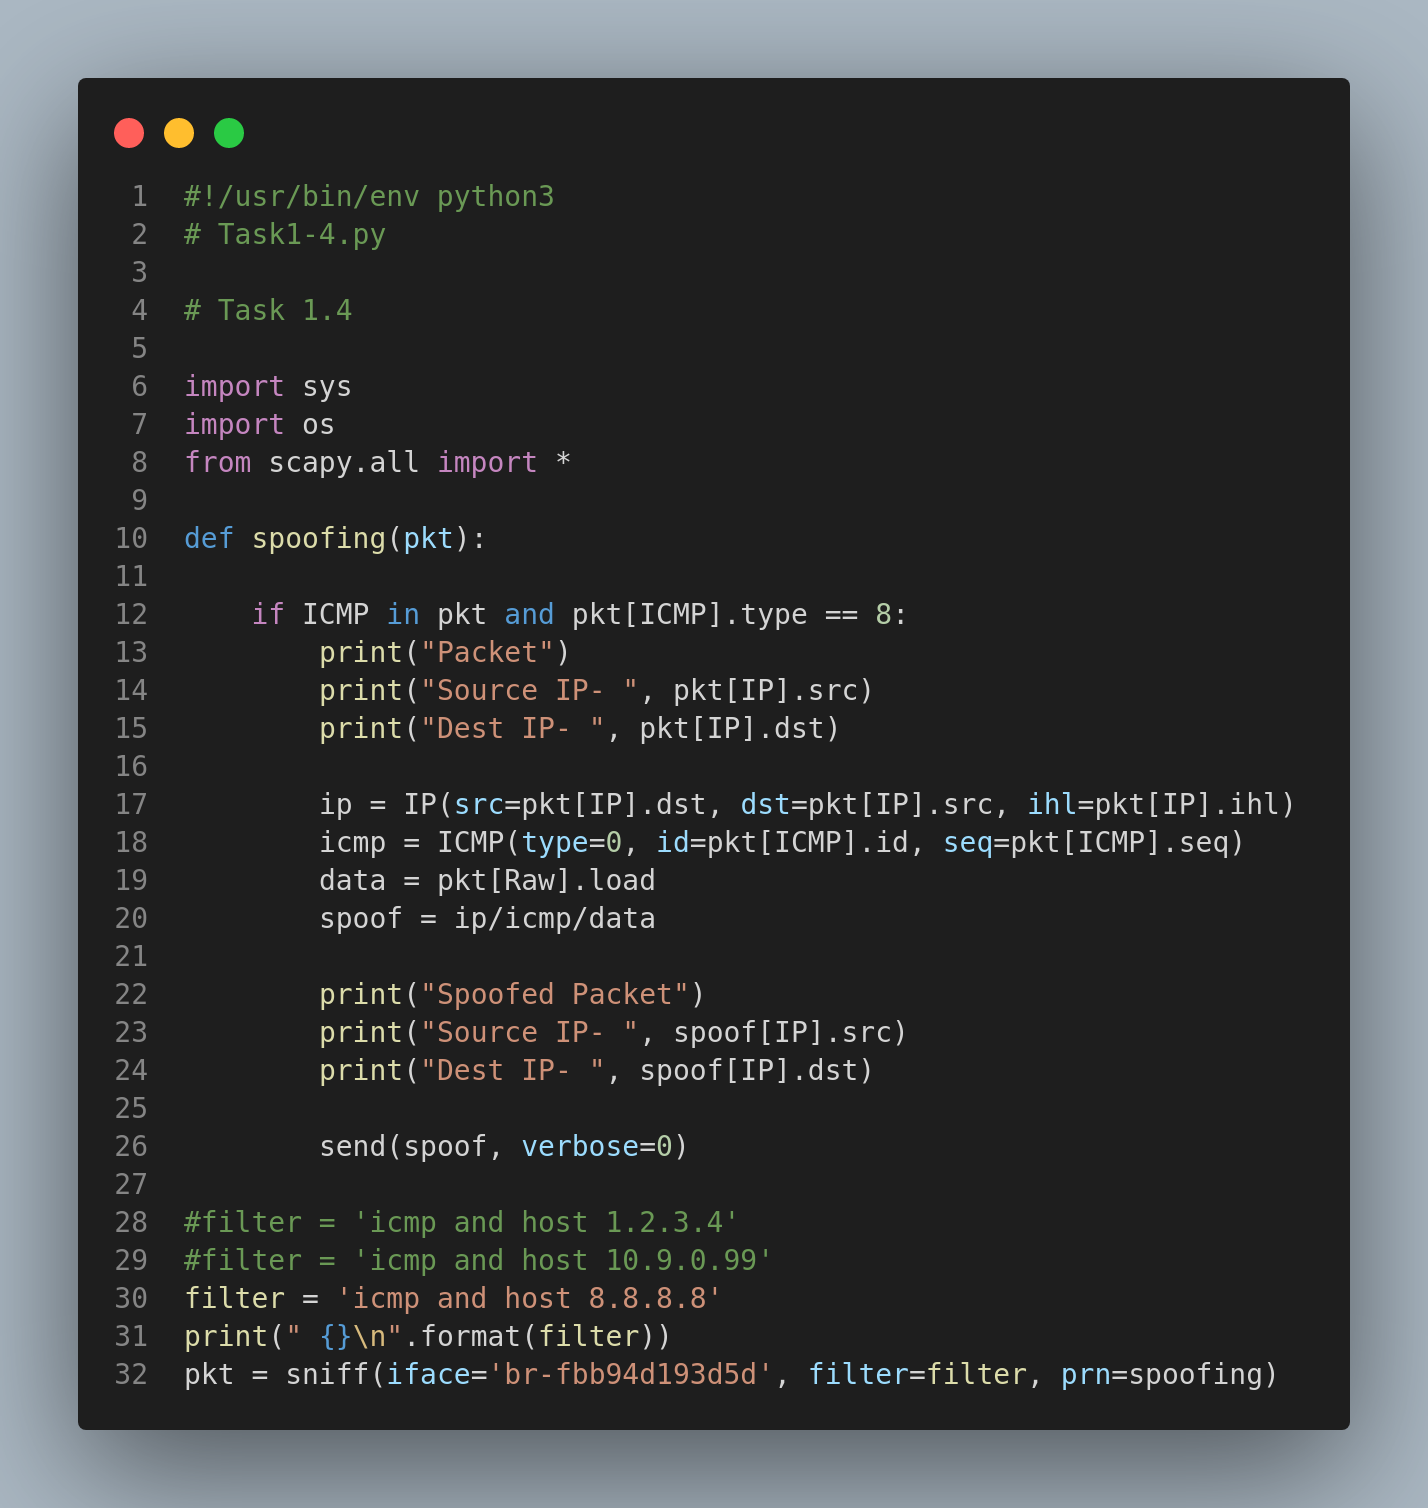 1 #!/usr/bin/env python3
2 # Task1-4.py
3
4 # Task 1.4
5
6 import sys
7 import os
8 from scapy.all import *
9
10 def spoofing(pkt):
11
12     if ICMP in pkt and pkt[ICMP].type == 8:
13         print("Packet")
14         print("Source IP- ", pkt[IP].src)
15         print("Dest IP- ", pkt[IP].dst)
16
17         ip = IP(src=pkt[IP].dst, dst=pkt[IP].src, ihl=pkt[IP].ihl)
18         icmp = ICMP(type=0, id=pkt[ICMP].id, seq=pkt[ICMP].seq)
19         data = pkt[Raw].load
20         spoof = ip/icmp/data
21
22         print("Spoofed Packet")
23         print("Source IP- ", spoof[IP].src)
24         print("Dest IP- ", spoof[IP].dst)
25
26         send(spoof, verbose=0)
27
28 #filter = 'icmp and host 1.2.3.4'
29 #filter = 'icmp and host 10.9.0.99'
30 filter = 'icmp and host 8.8.8.8'
31 print(" {}\n".format(filter))
32 pkt = sniff(iface='br-fbb94d193d5d', filter=filter, prn=spoofing)